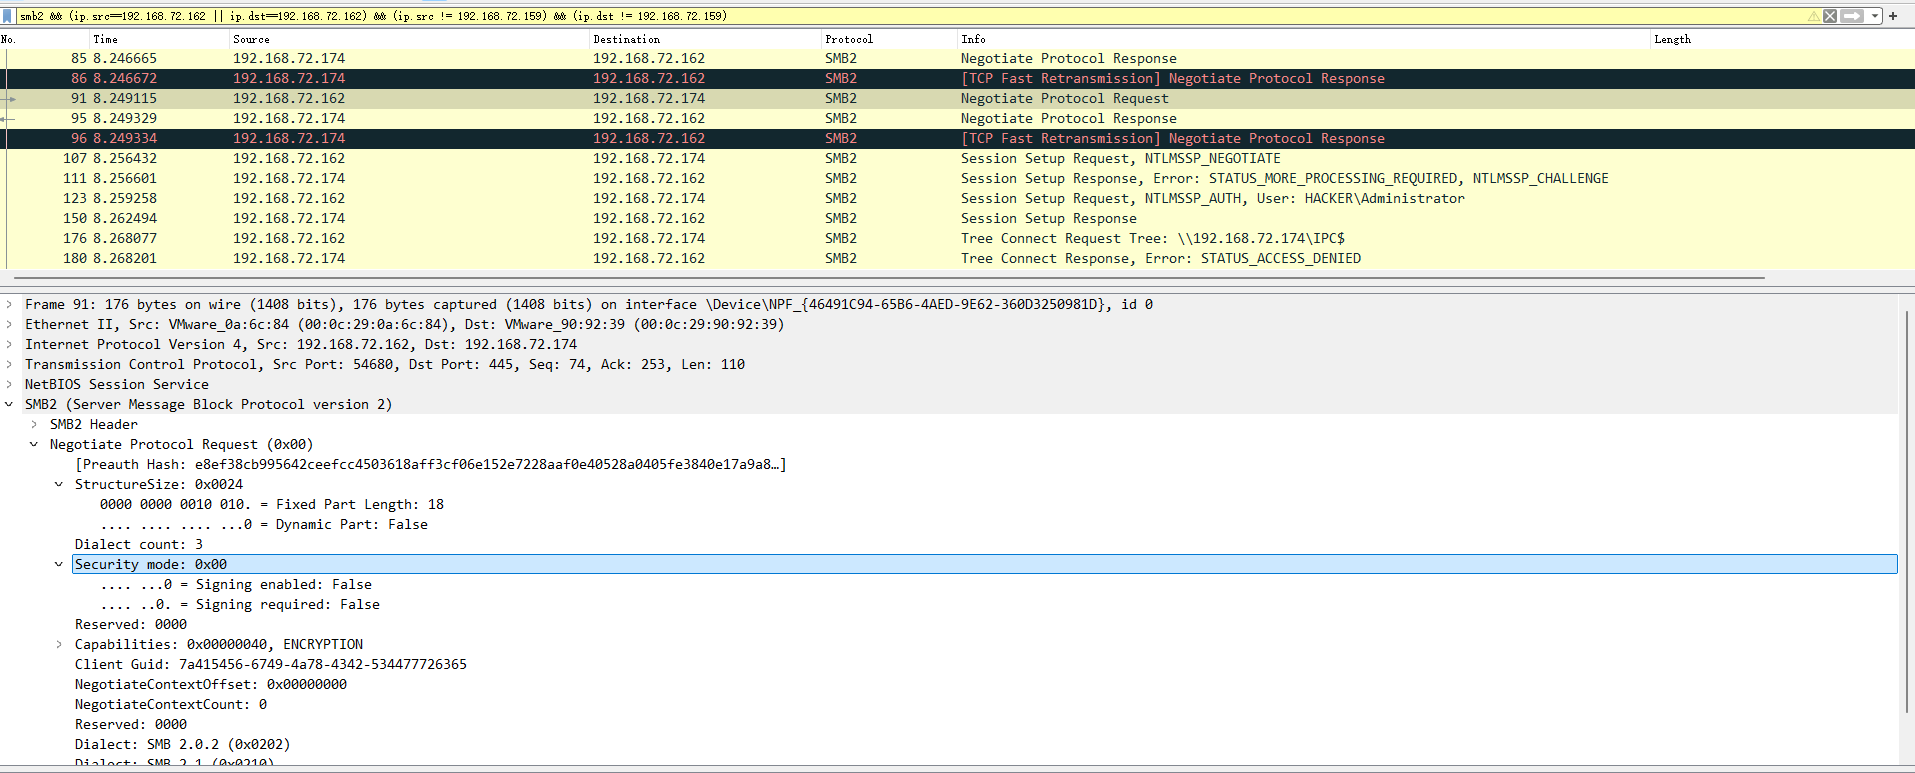 smb2 && (ip.src==192.168.72.162 || ip.dst==192.168.72.162) && (ip.src != 192.168.72.159) && (ip.dst != 192.168.72.159)
No. Time Source Destination Protocol Info Length
85 8.246665 192.168.72.174 192.168.72.162 SMB2 Negotiate Protocol Response
86 8.246672 192.168.72.174 192.168.72.162 SMB2 [TCP Fast Retransmission] Negotiate Protocol Response
91 8.249115 192.168.72.162 192.168.72.174 SMB2 Negotiate Protocol Request
95 8.249329 192.168.72.174 192.168.72.162 SMB2 Negotiate Protocol Response
96 8.249334 192.168.72.174 192.168.72.162 SMB2 [TCP Fast Retransmission] Negotiate Protocol Response
107 8.256432 192.168.72.162 192.168.72.174 SMB2 Session Setup Request, NTLMSSP_NEGOTIATE
111 8.256601 192.168.72.174 192.168.72.162 SMB2 Session Setup Response, Error: STATUS_MORE_PROCESSING_REQUIRED, NTLMSSP_CHALLENGE
123 8.259258 192.168.72.162 192.168.72.174 SMB2 Session Setup Request, NTLMSSP_AUTH, User: HACKER\Administrator
150 8.262494 192.168.72.174 192.168.72.162 SMB2 Session Setup Response
176 8.268077 192.168.72.162 192.168.72.174 SMB2 Tree Connect Request Tree: \\192.168.72.174\IPC$
180 8.268201 192.168.72.174 192.168.72.162 SMB2 Tree Connect Response, Error: STATUS_ACCESS_DENIED
Frame 91: 176 bytes on wire (1408 bits), 176 bytes captured (1408 bits) on interface \Device\NPF_{46491C94-65B6-4AED-9E62-360D3250981D}, id 0
Ethernet II, Src: VMware_0a:6c:84 (00:0c:29:0a:6c:84), Dst: VMware_90:92:39 (00:0c:29:90:92:39)
Internet Protocol Version 4, Src: 192.168.72.162, Dst: 192.168.72.174
Transmission Control Protocol, Src Port: 54680, Dst Port: 445, Seq: 74, Ack: 253, Len: 110
NetBIOS Session Service
SMB2 (Server Message Block Protocol version 2)
SMB2 Header
Negotiate Protocol Request (0x00)
[Preauth Hash: e8ef38cb995642ceefcc4503618aff3cf06e152e7228aaf0e40528a0405fe3840e17a9a8…]
StructureSize: 0x0024
0000 0000 0010 010. = Fixed Part Length: 18
.... .... .... ...0 = Dynamic Part: False
Dialect count: 3
Security mode: 0x00
.... ...0 = Signing enabled: False
.... ..0. = Signing required: False
Reserved: 0000
Capabilities: 0x00000040, ENCRYPTION
Client Guid: 7a415456-6749-4a78-4342-534477726365
NegotiateContextOffset: 0x00000000
NegotiateContextCount: 0
Reserved: 0000
Dialect: SMB 2.0.2 (0x0202)
Dialect: SMB 2.1 (0x0210)